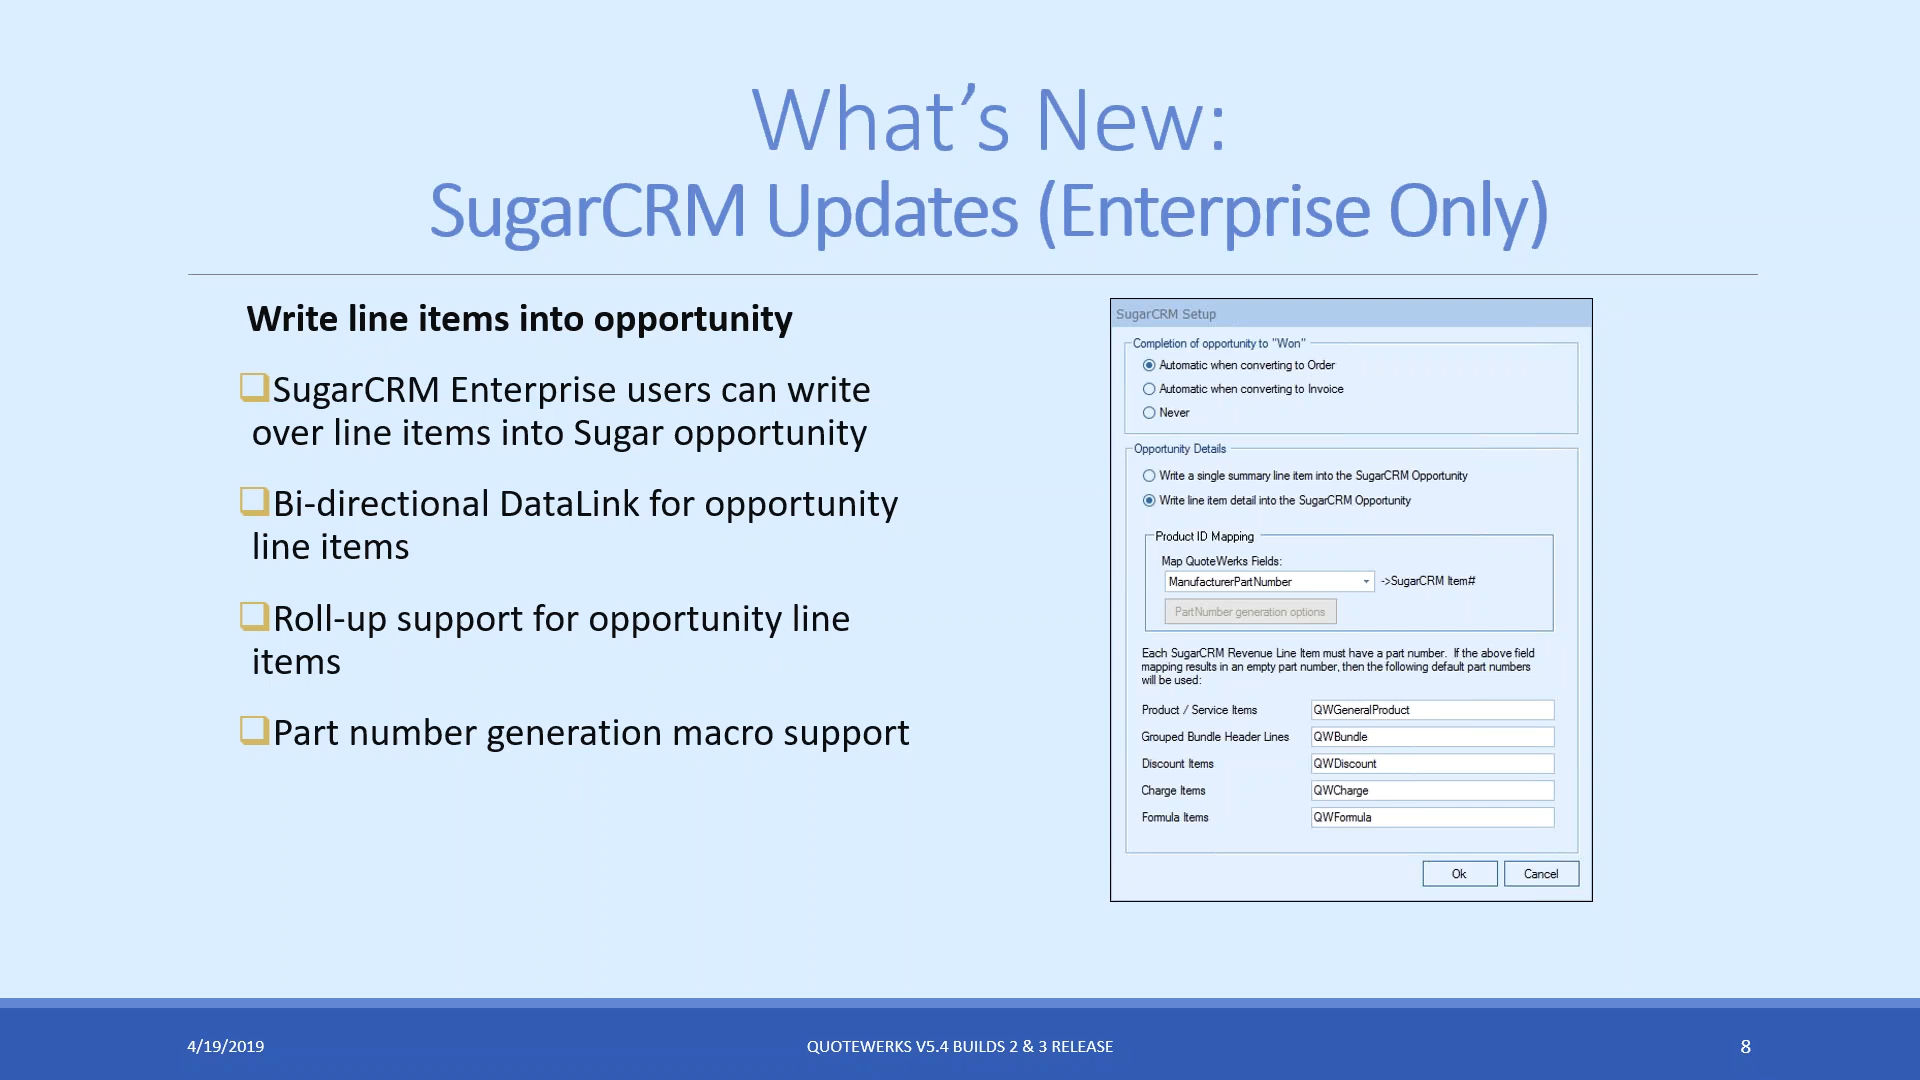 What’s New:
SugarCRM Updates (Enterprise Only)
Write line items into opportunity
SugarCRM Enterprise users can write
over line items into Sugar opportunity
Bi-directional DataLink for opportunity
line items
Roll-up support for opportunity line
items
Part number generation macro support
SugarCRM Setup
Completion of opportunity to "Won"
Automatic when converting to Order
Automatic when converting to Invoice
Never
Opportunity Details
Write a single summary line item into the SugarCRM Opportunity
Write line item detail into the SugarCRM Opportunity
Product ID Mapping
Map QuoteWerks Fields:
ManufacturerPartNumber ->SugarCRM Item#
PartNumber generation options
Each SugarCRM Revenue Line Item must have a part number. If the above field
mapping results in an empty part number, then the following default part numbers
will be used:
Product / Service Items QWGeneralProduct
Grouped Bundle Header Lines QWBundle
Discount Items QWDiscount
Charge Items QWCharge
Formula Items QWFormula
Ok Cancel
4/19/2019 QUOTEWERKS V5.4 BUILDS 2 & 3 RELEASE 8